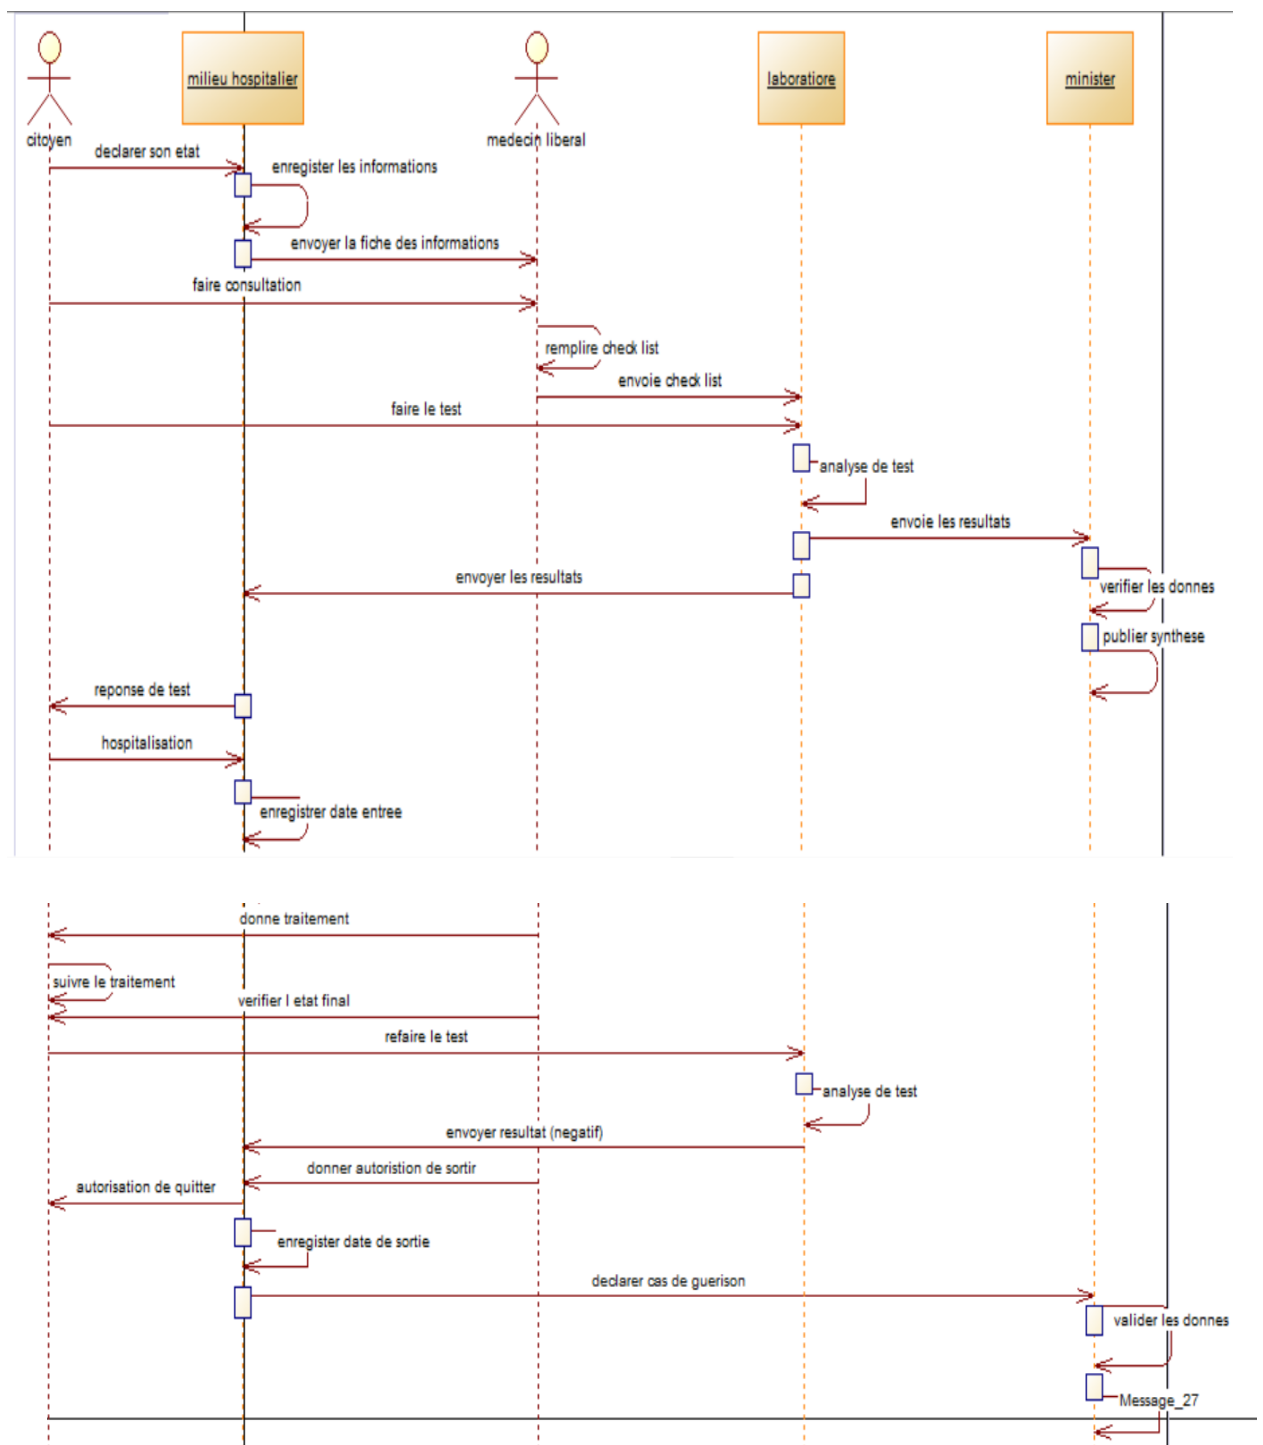 milieu hospitalier
laboratiore
minister
citoyen
medecin liberal
declarer son etat
enregister les informations
envoyer la fiche des informations
faire consultation
remplire check list
envoie check list
faire le test
analyse de test
envoie les resultats
envoyer les resultats
verifier les donnes
publier synthese
reponse de test
hospitalisation
enregistrer date entree
donne traitement
suivre le traitement
verifier l etat final
refaire le test
analyse de test
envoyer resultat (negatif)
donner autoristion de sortir
autorisation de quitter
enregister date de sortie
declarer cas de guerison
valider les donnes
Message_27